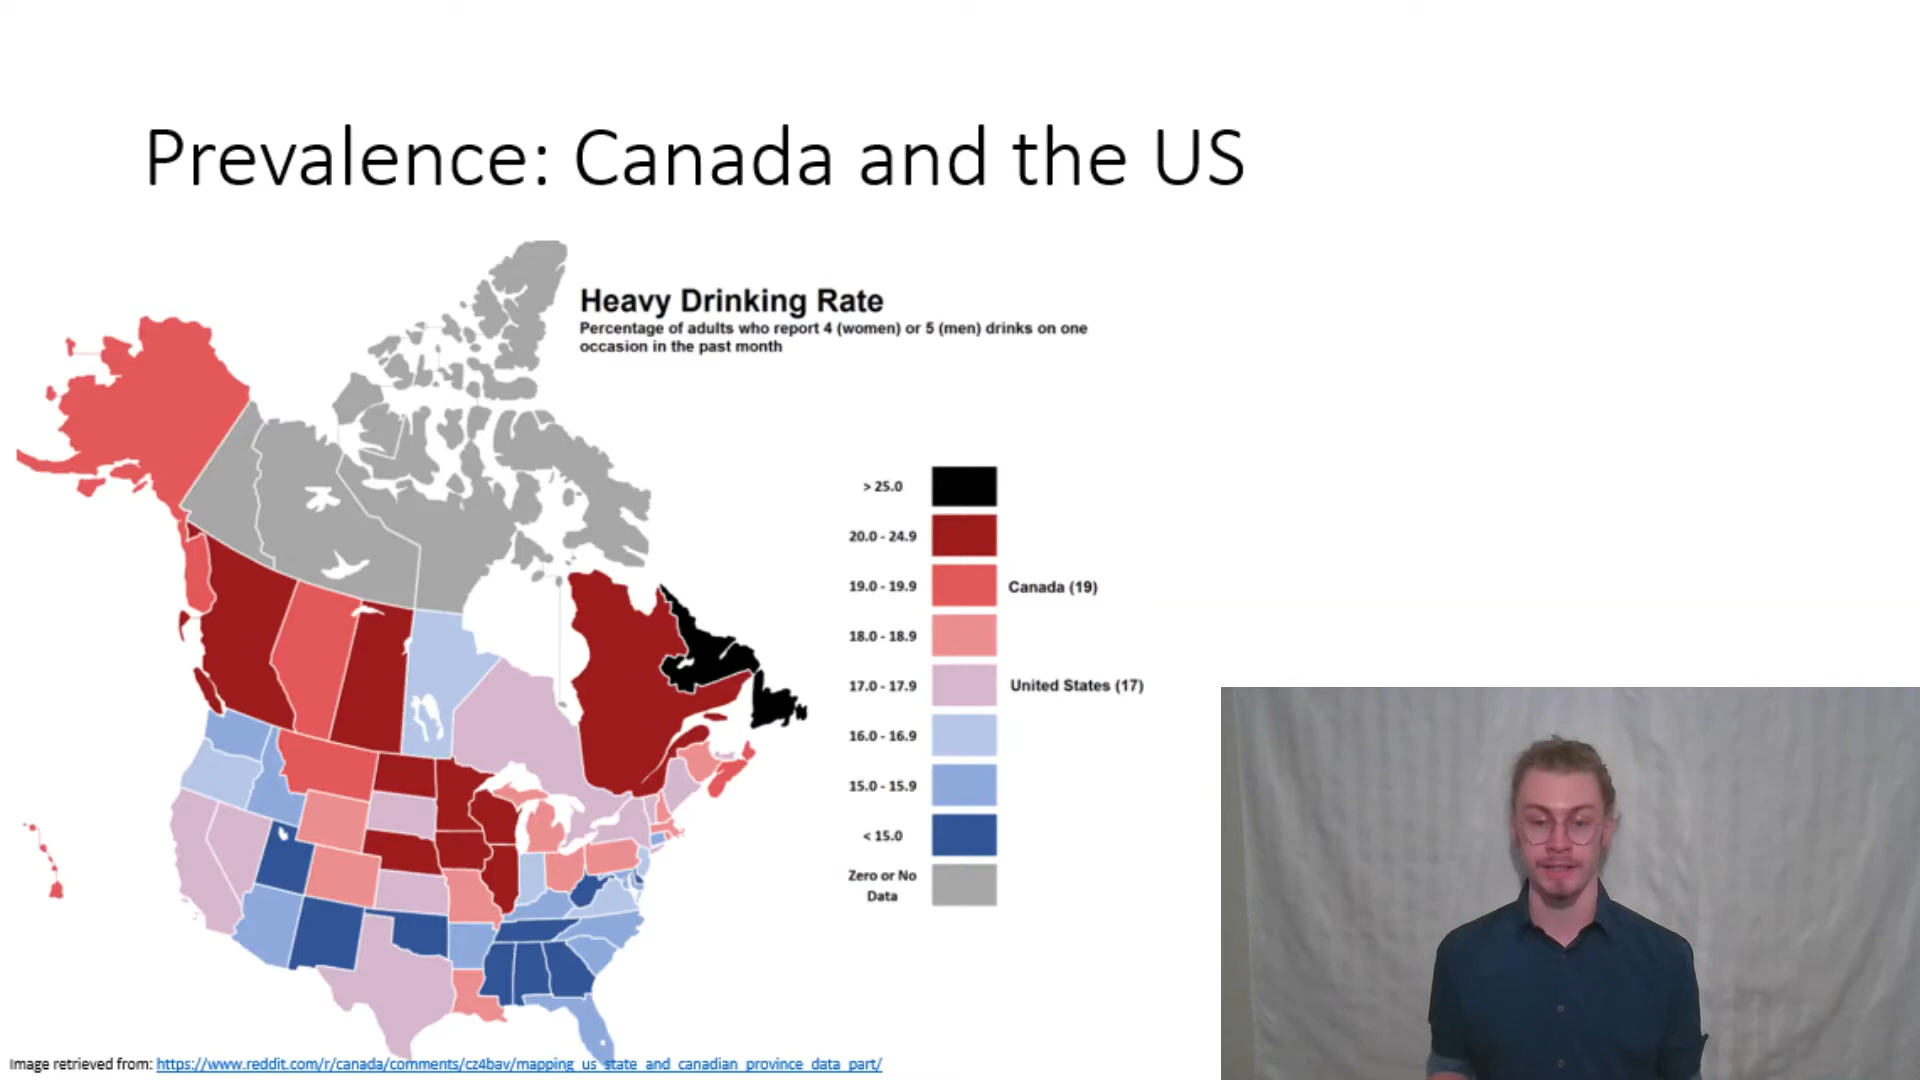 Prevalence: Canada and the US
Heavy Drinking Rate
Percentage of adults who report 4 (women) or 5 (men) drinks on one
occasion in the past month
> 25.0
20.0 - 24.9
19.0 - 19.9 Canada (19)
18.0 - 18.9
17.0 - 17.9 United States (17)
16.0 - 16.9
15.0 - 15.9
< 15.0
Zero or No
Data
Image retrieved from: https://www.reddit.com/r/canada/comments/cz4bav/mapping_us_state_and_canadian_province_data_part/